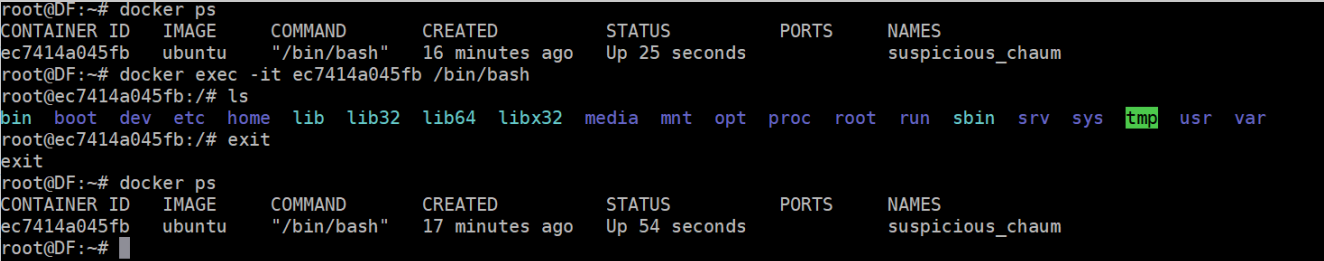 root@DF:~# docker ps
CONTAINER ID   IMAGE     COMMAND       CREATED          STATUS          PORTS     NAMES
ec7414a045fb   ubuntu    "/bin/bash"   16 minutes ago   Up 25 seconds             suspicious_chaum
root@DF:~# docker exec -it ec7414a045fb /bin/bash
root@ec7414a045fb:/# ls
bin  boot  dev  etc  home  lib  lib32  lib64  libx32  media  mnt  opt  proc  root  run  sbin  srv  sys  tmp  usr  var
root@ec7414a045fb:/# exit
exit
root@DF:~# docker ps
CONTAINER ID   IMAGE     COMMAND       CREATED          STATUS          PORTS     NAMES
ec7414a045fb   ubuntu    "/bin/bash"   17 minutes ago   Up 54 seconds             suspicious_chaum
root@DF:~#